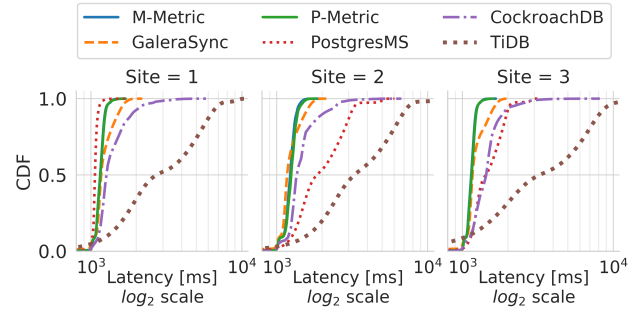 M-Metric P-Metric CockroachDB
GaleraSync PostgresMS TiDB
Site = 1 Site = 2 Site = 3
1.0
0.5
0.0
CDF
10³ 10⁴ 10³ 10⁴ 10³ 10⁴
Latency [ms] Latency [ms] Latency [ms]
log₂ scale log₂ scale log₂ scale